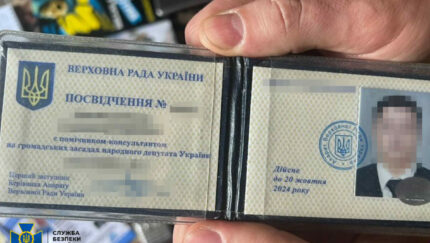 ВЕРХОВНА РАДА УКРАЇНИ
ПОСВІДЧЕННЯ №
є помічником-консультантом
на громадських засадах народного депутата України
Перший заступник
Керівника Апарату
Верховної Ради України
Дійсне
до 20 жовтня
2024 року
СЛУЖБА
БЕЗПЕКИ